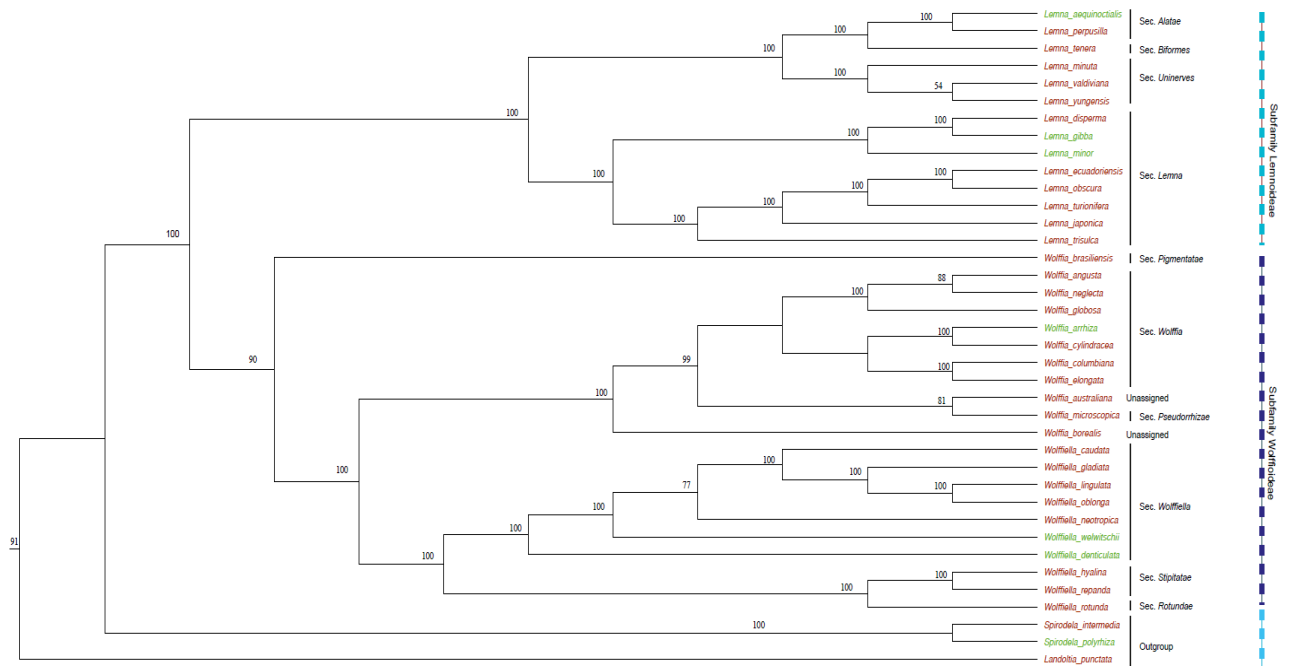 Lemna_aequinoctialis
100
Sec. Alatae
Lemna_perpusilla
100
Lemna_tenera
Sec. Biformes
100
Lemna_minuta
100
Sec. Uninerves
Lemna_valdiviana
54
Lemna_yungensis
100
Lemna_disperma
100
Lemna_gibba
100
Lemna_minor
Lemna_ecuadoriensis
100
100
Sec. Lemna
Lemna_obscura
100
Lemna_turionifera
100
Lemna_japonica
100
Lemna_trisulca
100
Subfamily Lemnoideae
Wolffia_brasiliensis
Sec. Pigmentatae
Wolffia_angusta
88
Wolffia_neglecta
100
Wolffia_globosa
Wolffia_arrhiza
100
Sec. Wolffia
Wolffia_cylindracea
90
99
Wolffia_columbiana
100
Wolffia_elongata
100
Wolffia_australiana
Unassigned
81
Wolffia_microscopica
Sec. Pseudorrhizae
Wolffia_borealis
Unassigned
Wolffiella_caudata
100
Wolffiella_gladiata
100
100
Wolffiella_lingulata
100
77
Wolffiella_oblonga
Sec. Wolffiella
100
Wolffiella_neotropica
100
Wolffiella_welwitschii
Wolffiella_denticulata
100
Wolffiella_hyalina
100
Sec. Stipitatae
Wolffiella_repanda
100
Wolffiella_rotunda
Sec. Rotundae
Subfamily Wolffioideae
Spirodela_intermedia
100
Spirodela_polyrhiza
Outgroup
Landoltia_punctata
91